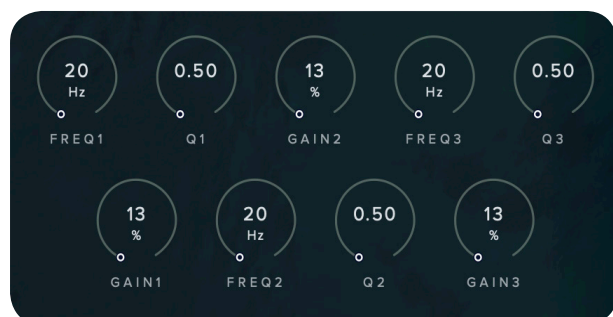 20 0.50 13 20 0.50
Hz % Hz
FREQ1 Q1 GAIN2 FREQ3 Q3
13 20 0.50 13
% Hz %
GAIN1 FREQ2 Q2 GAIN3